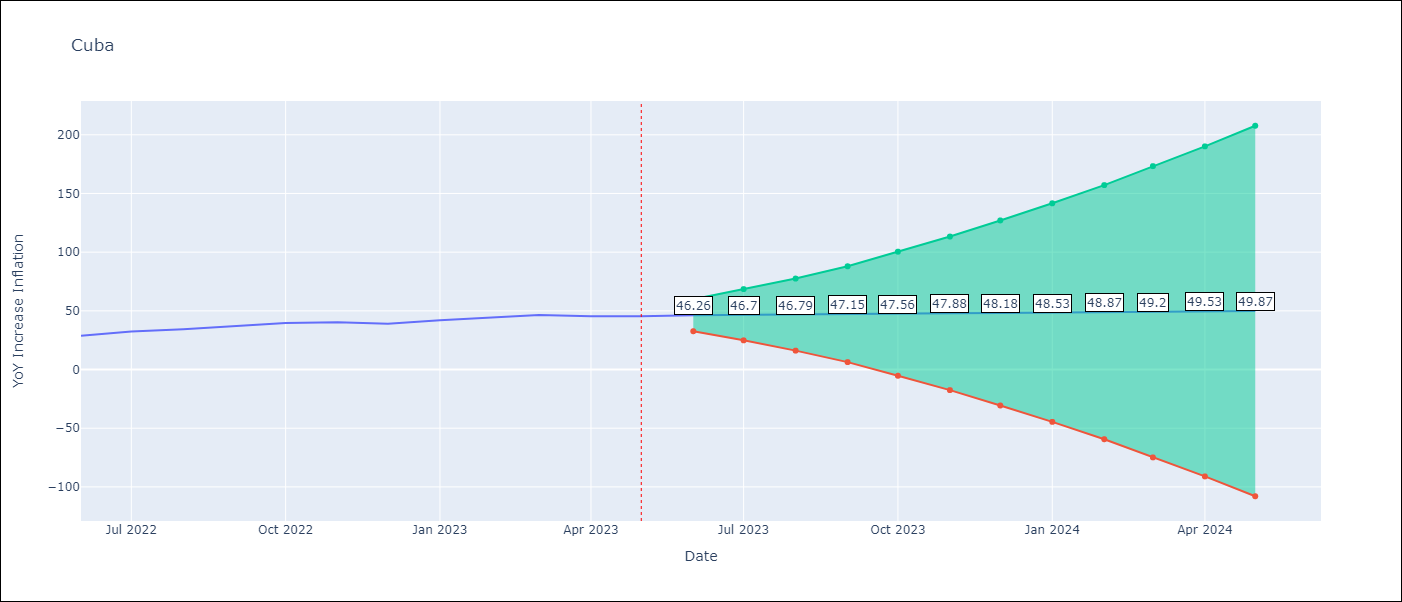 Cuba
YoY Increase Inflation
200
150
100
50
0
−50
−100
46.26 46.7 46.79 47.15 47.56 47.88 48.18 48.53 48.87 49.2 49.53 49.87
Jul 2022 Oct 2022 Jan 2023 Apr 2023 Jul 2023 Oct 2023 Jan 2024 Apr 2024
Date